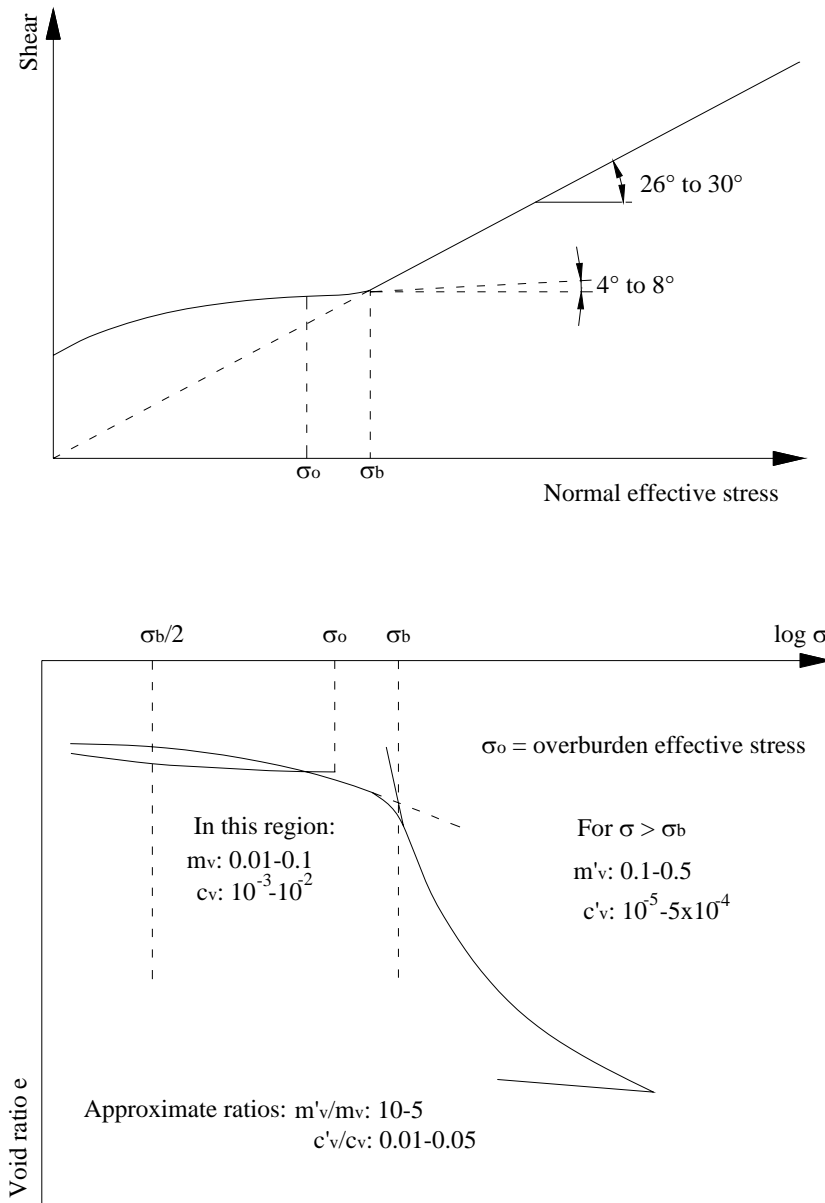 Shear
26° to 30°
4° to 8°
σo σb
Normal effective stress
σb/2 σo σb log σ
σo = overburden effective stress
In this region:
mv: 0.01-0.1
cv: 10^-3-10^-2
For σ > σb
m'v: 0.1-0.5
c'v: 10^-5-5x10^-4
Approximate ratios: m'v/mv: 10-5
c'v/cv: 0.01-0.05
Void ratio e